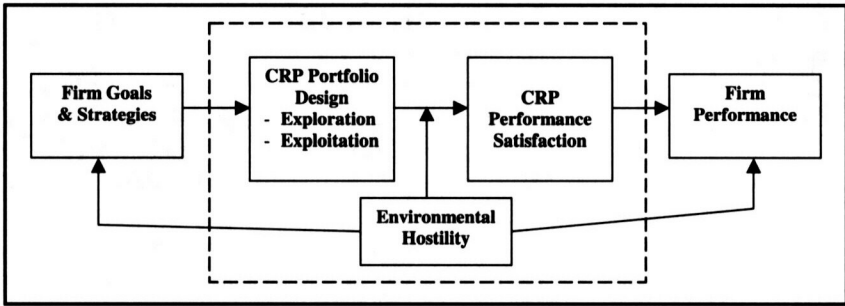 Firm Goals
& Strategies
CRP Portfolio
Design
- Exploration
- Exploitation
CRP
Performance
Satisfaction
Firm
Performance
Environmental
Hostility